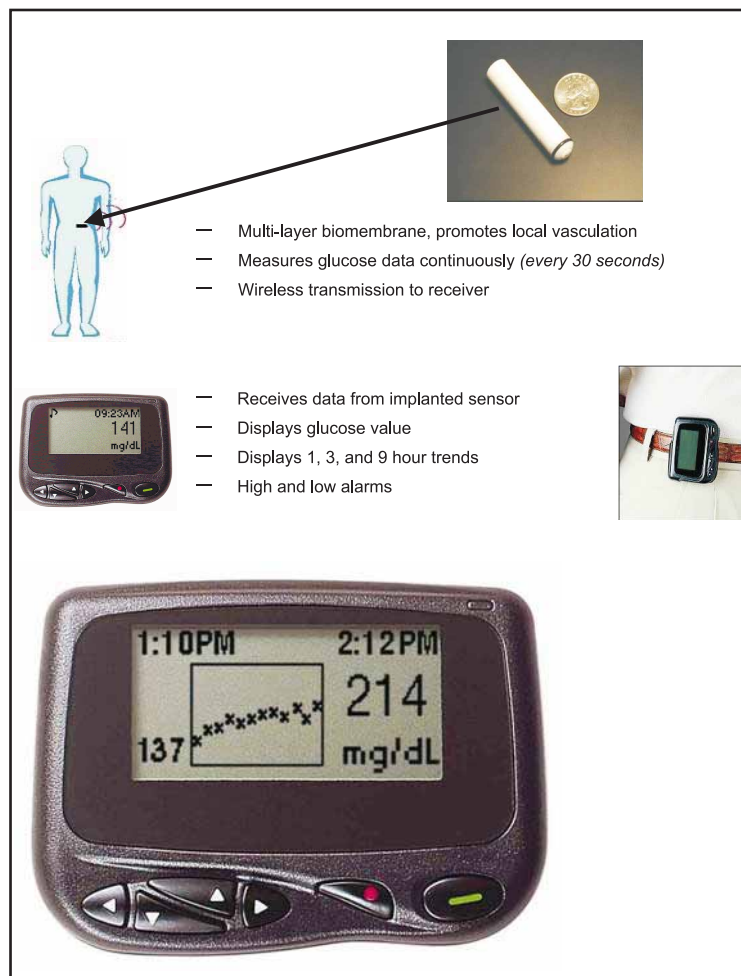 — Multi-layer biomembrane, promotes local vasculation
— Measures glucose data continuously (every 30 seconds)
— Wireless transmission to receiver
09:23AM
141
mg/dL
— Receives data from implanted sensor
— Displays glucose value
— Displays 1, 3, and 9 hour trends
— High and low alarms
1:10PM 2:12PM
214
137 mg/dL